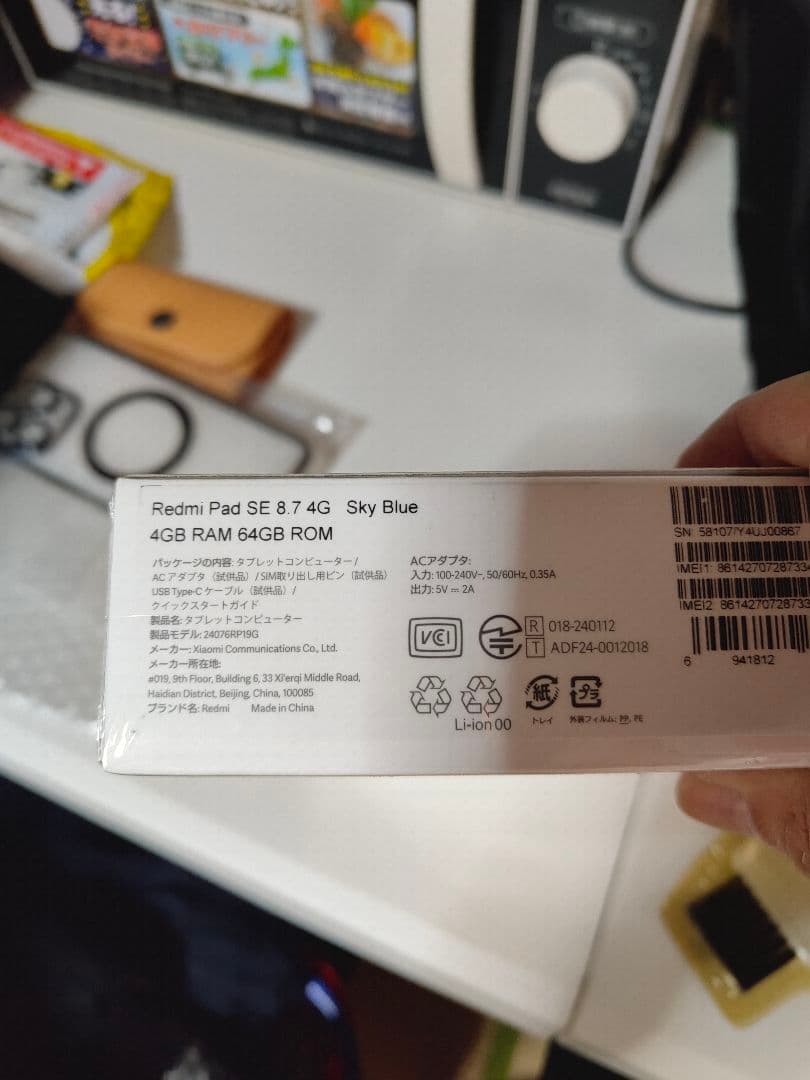 Redmi Pad SE 8.7 4G Sky Blue
4GB RAM 64GB ROM
パッケージの内容: タブレットコンピューター/
ACアダプタ（試供品）/SIM取り出し用ピン（試供品）
USB Type-C ケーブル（試供品）/
クイックスタートガイド
製品名: タブレットコンピューター
製品モデル: 24076RP19G
メーカー: Xiaomi Communications Co., Ltd.
メーカー所在地:
#019, 9th Floor, Building 6, 33 Xi'erqi Middle Road,
Haidian District, Beijing, China, 100085
ブランド名: Redmi Made in China
ACアダプタ:
入力: 100-240V~, 50/60Hz, 0.35A
出力: 5V⎓2A
VCCI
R 018-240112
T ADF24-0012018
Li-ion 00
紙
トレイ
プラ
外装フィルム: PP, PE
SN: 58107/Y4UJ00867
IMEI1: 8614270728733
IMEI2 8614270728733
6 941812